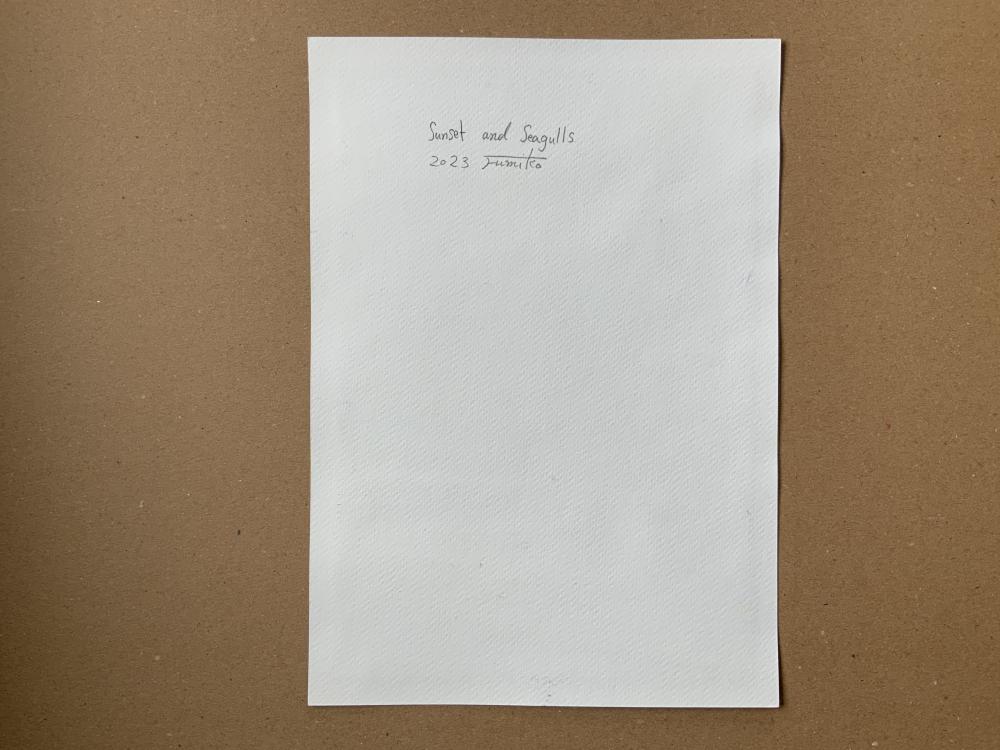 Sunset and Seagulls
2023 Fumiko